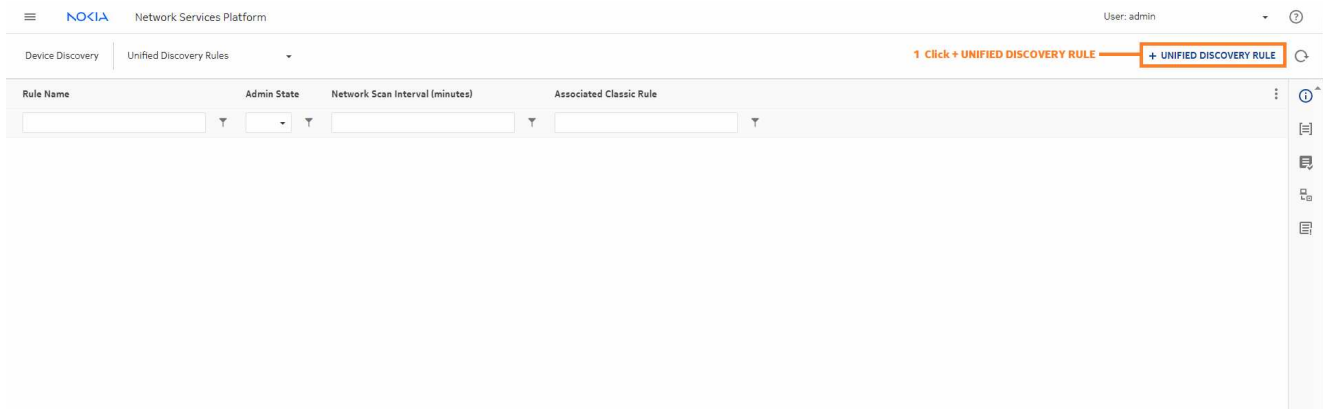 NOKIA Network Services Platform User: admin
Device Discovery Unified Discovery Rules 1 Click + UNIFIED DISCOVERY RULE + UNIFIED DISCOVERY RULE
Rule Name Admin State Network Scan Interval (minutes) Associated Classic Rule